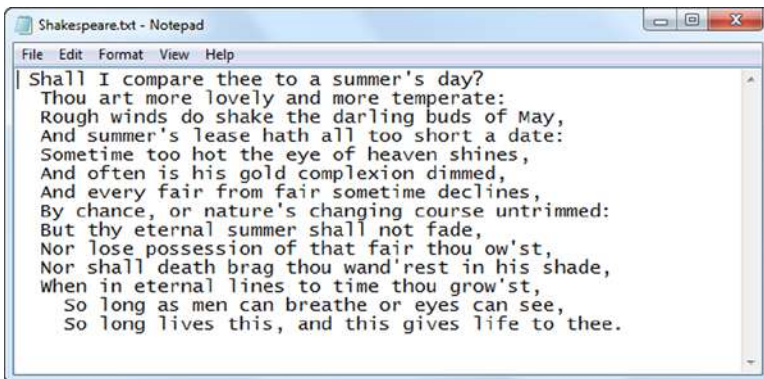 Shakespeare.txt - Notepad
File Edit Format View Help
Shall I compare thee to a summer's day?
Thou art more lovely and more temperate:
Rough winds do shake the darling buds of May,
And summer's lease hath all too short a date:
Sometime too hot the eye of heaven shines,
And often is his gold complexion dimmed,
And every fair from fair sometime declines,
By chance, or nature's changing course untrimmed:
But thy eternal summer shall not fade,
Nor lose possession of that fair thou ow'st,
Nor shall death brag thou wand'rest in his shade,
When in eternal lines to time thou grow'st,
So long as men can breathe or eyes can see,
So long lives this, and this gives life to thee.